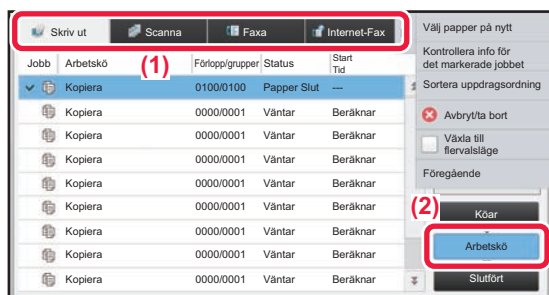 Skriv ut Scanna Faxa Internet-Fax
(1)
Jobb Arbetskö Förlopp/grupper Status Start Tid
Kopiera 0100/0100 Papper Slut ---
Kopiera 0000/0001 Väntar Beräknar
Kopiera 0000/0001 Väntar Beräknar
Kopiera 0000/0001 Väntar Beräknar
Kopiera 0000/0001 Väntar Beräknar
Kopiera 0000/0001 Väntar Beräknar
Kopiera 0000/0001 Väntar Beräknar
Kopiera 0000/0001 Väntar Beräknar
Kopiera 0000/0001 Väntar Beräknar
Välj papper på nytt
Kontrollera info för
det markerade jobbet
Sortera uppdragsordning
Avbryt/ta bort
Växla till
flervalsläge
Föregående
(2)
Köar
Arbetskö
Slutfört